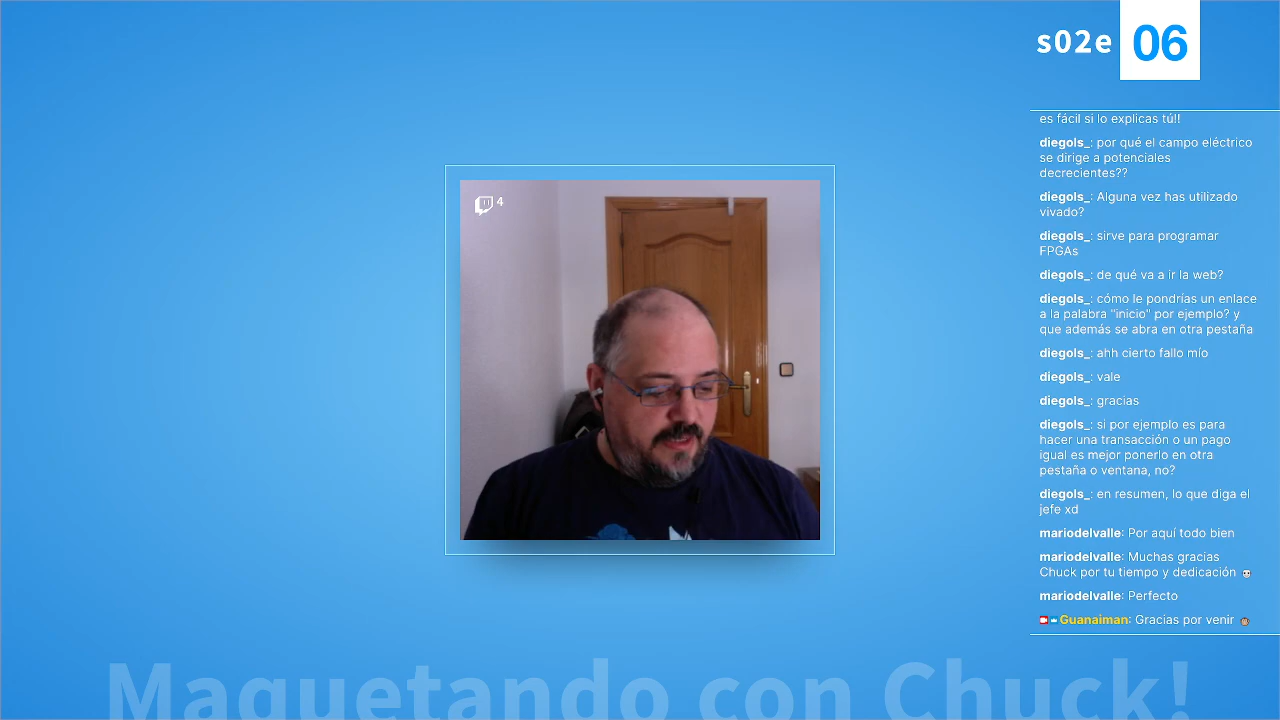 s02e 06
es fácil si lo explicas tú!!
diegols_: por qué el campo eléctrico
se dirige a potenciales
decrecientes??
diegols_: Alguna vez has utilizado
vivado?
diegols_: sirve para programar
FPGAs
diegols_: de qué va a ir la web?
diegols_: cómo le pondrías un enlace
a la palabra "inicio" por ejemplo? y
que además se abra en otra pestaña
diegols_: ahh cierto fallo mío
diegols_: vale
diegols_: gracias
diegols_: si por ejemplo es para
hacer una transacción o un pago
igual es mejor ponerlo en otra
pestaña o ventana, no?
diegols_: en resumen, lo que diga el
jefe xd
mariodelvalle: Por aquí todo bien
mariodelvalle: Muchas gracias
Chuck por tu tiempo y dedicación
mariodelvalle: Perfecto
Guanaiman: Gracias por venir
4
Maquetando con Chuck!